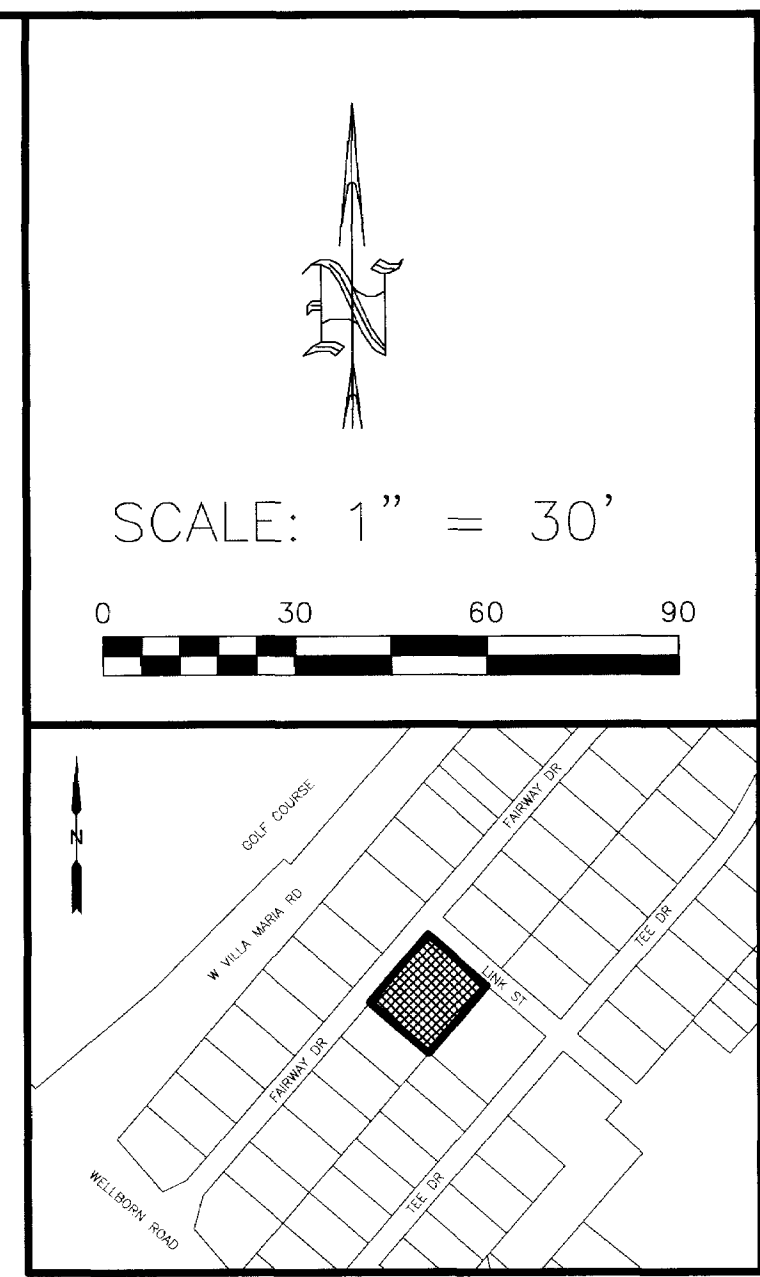 N
SCALE: 1" = 30'
0 30 60 90
N
GOLF COURSE
FAIRWAY DR
W VILLA MARIA RD
TEE DR
LINK ST
FAIRWAY DR
TEE DR
WELLBORN ROAD